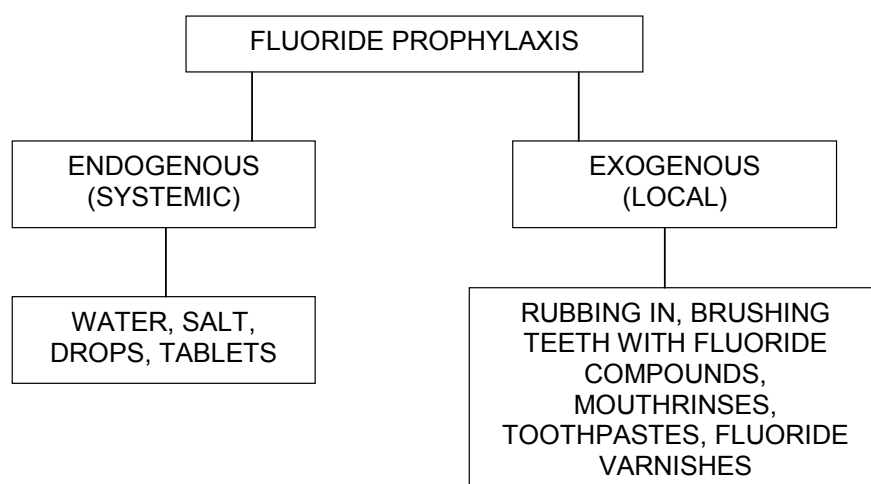 FLUORIDE PROPHYLAXIS
ENDOGENOUS
(SYSTEMIC)
EXOGENOUS
(LOCAL)
WATER, SALT,
DROPS, TABLETS
RUBBING IN, BRUSHING
TEETH WITH FLUORIDE
COMPOUNDS,
MOUTHRINSES,
TOOTHPASTES, FLUORIDE
VARNISHES